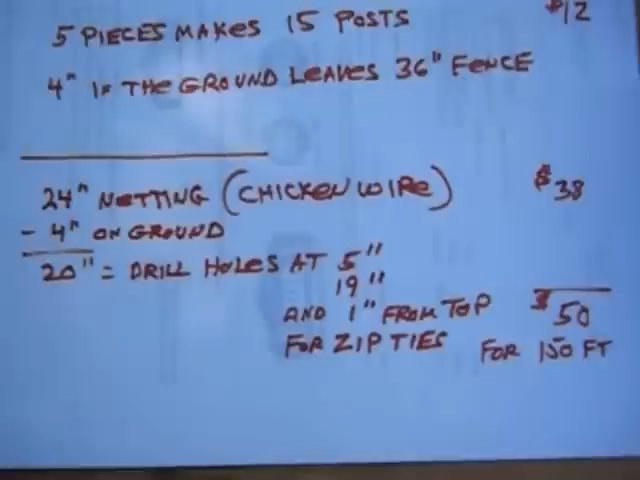 5 PIECES MAKES 15 POSTS $12
4" IN THE GROUND LEAVES 36" FENCE
24" NETTING (CHICKEN WIRE) $38
- 4" ON GROUND
20" = DRILL HOLES AT 5"
19"
AND 1" FROM TOP $50
FOR ZIP TIES FOR 150 FT